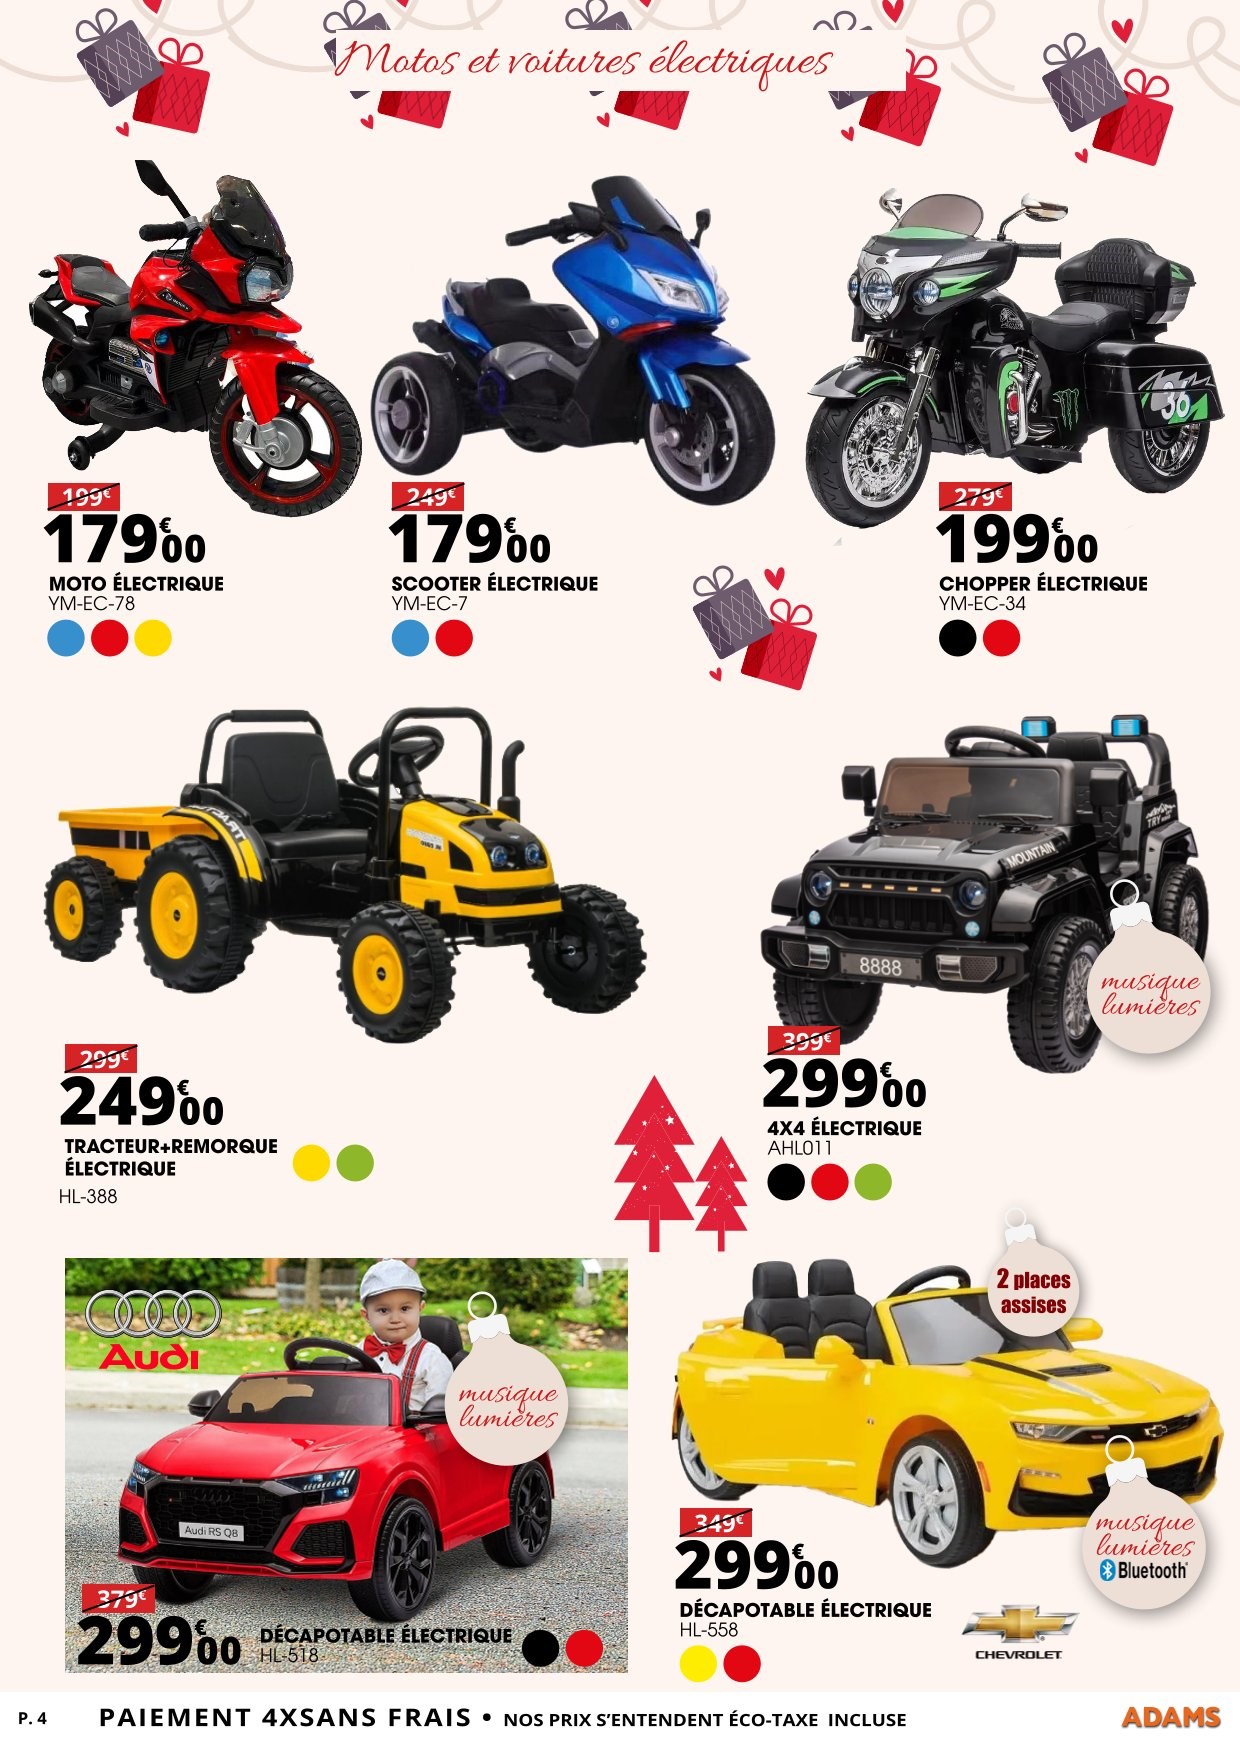 Motos et voitures électriques
36
199€
179€00
MOTO ÉLECTRIQUE
YM-EC-78
249€
179€00
SCOOTER ÉLECTRIQUE
YM-EC-7
279€
199€00
CHOPPER ÉLECTRIQUE
YM-EC-34
TRY
MOUNTAIN
8888
musique
lumières
299€
249€00
TRACTEUR+REMORQUE
ÉLECTRIQUE
HL-388
399€
299€00
4X4 ÉLECTRIQUE
AHL011
Audi
musique
lumières
Audi RS Q8
379€
299€00
DÉCAPOTABLE ÉLECTRIQUE
HL-518
2 places
assises
musique
lumières
Bluetooth
349€
299€00
DÉCAPOTABLE ÉLECTRIQUE
HL-558
CHEVROLET
P. 4
PAIEMENT 4XSANS FRAIS • NOS PRIX S'ENTENDENT ÉCO-TAXE INCLUSE
ADAMS